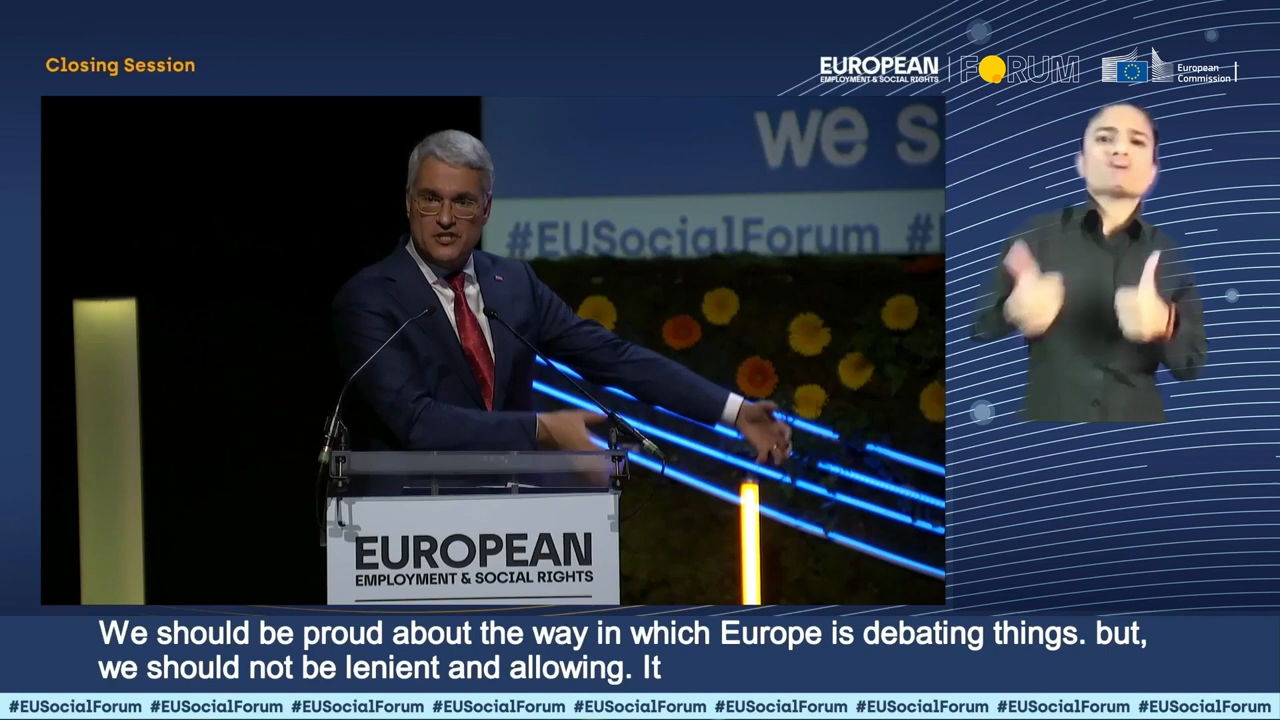 Closing Session
EUROPEAN
EMPLOYMENT & SOCIAL RIGHTS
FORUM
European
Commission
we s
#EUSocialForum #
EUROPEAN
EMPLOYMENT & SOCIAL RIGHTS
We should be proud about the way in which Europe is debating things. but,
we should not be lenient and allowing. It
#EUSocialForum #EUSocialForum #EUSocialForum #EUSocialForum #EUSocialForum #EUSocialForum #EUSocialForum #EUSocialForum #EUSocialForum